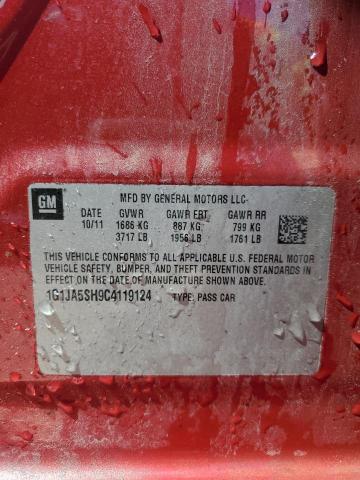 GM
MFD BY GENERAL MOTORS LLC
DATE GVWR GAWR FRT GAWR RR
10/11 1686 KG 887 KG 799 KG
3717 LB 1956 LB 1761 LB
THIS VEHICLE CONFORMS TO ALL APPLICABLE U.S. FEDERAL MOTOR
VEHICLE SAFETY, BUMPER, AND THEFT PREVENTION STANDARDS IN
EFFECT ON THE DATE OF MANUFACTURE SHOWN ABOVE.
1G1JA5SH9C4119124 TYPE: PASS CAR